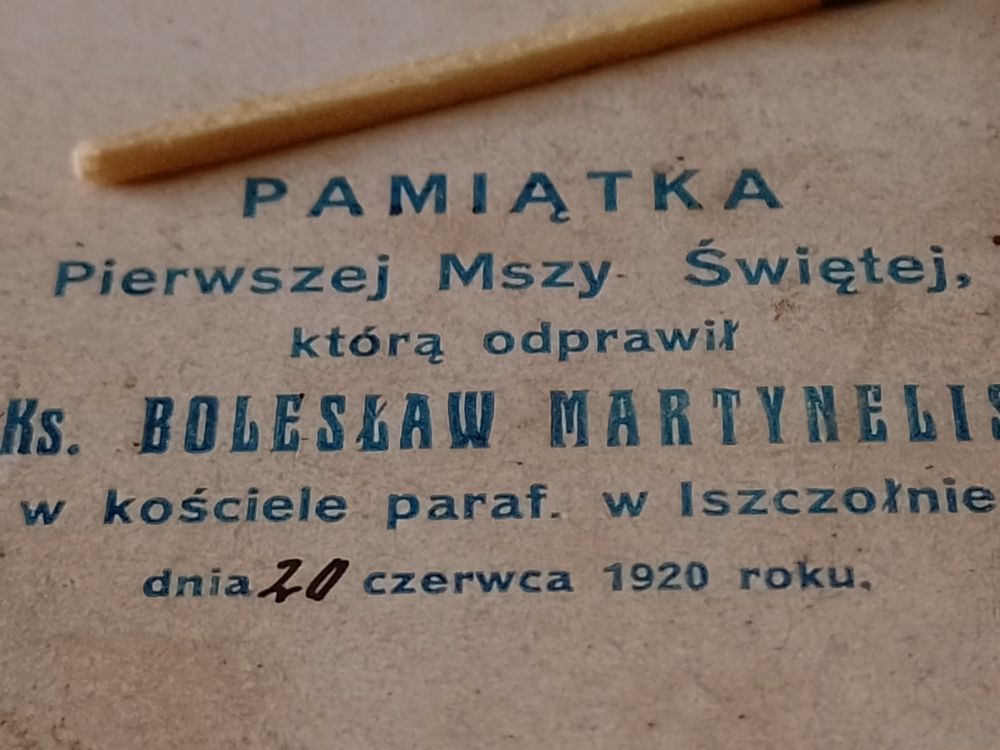 PAMIĄTKA
Pierwszej Mszy Świętej,
którą odprawił
Ks. BOLESŁAW MARTYNELIS
w kościele paraf. w Iszczołnie
dnia 20 czerwca 1920 roku.